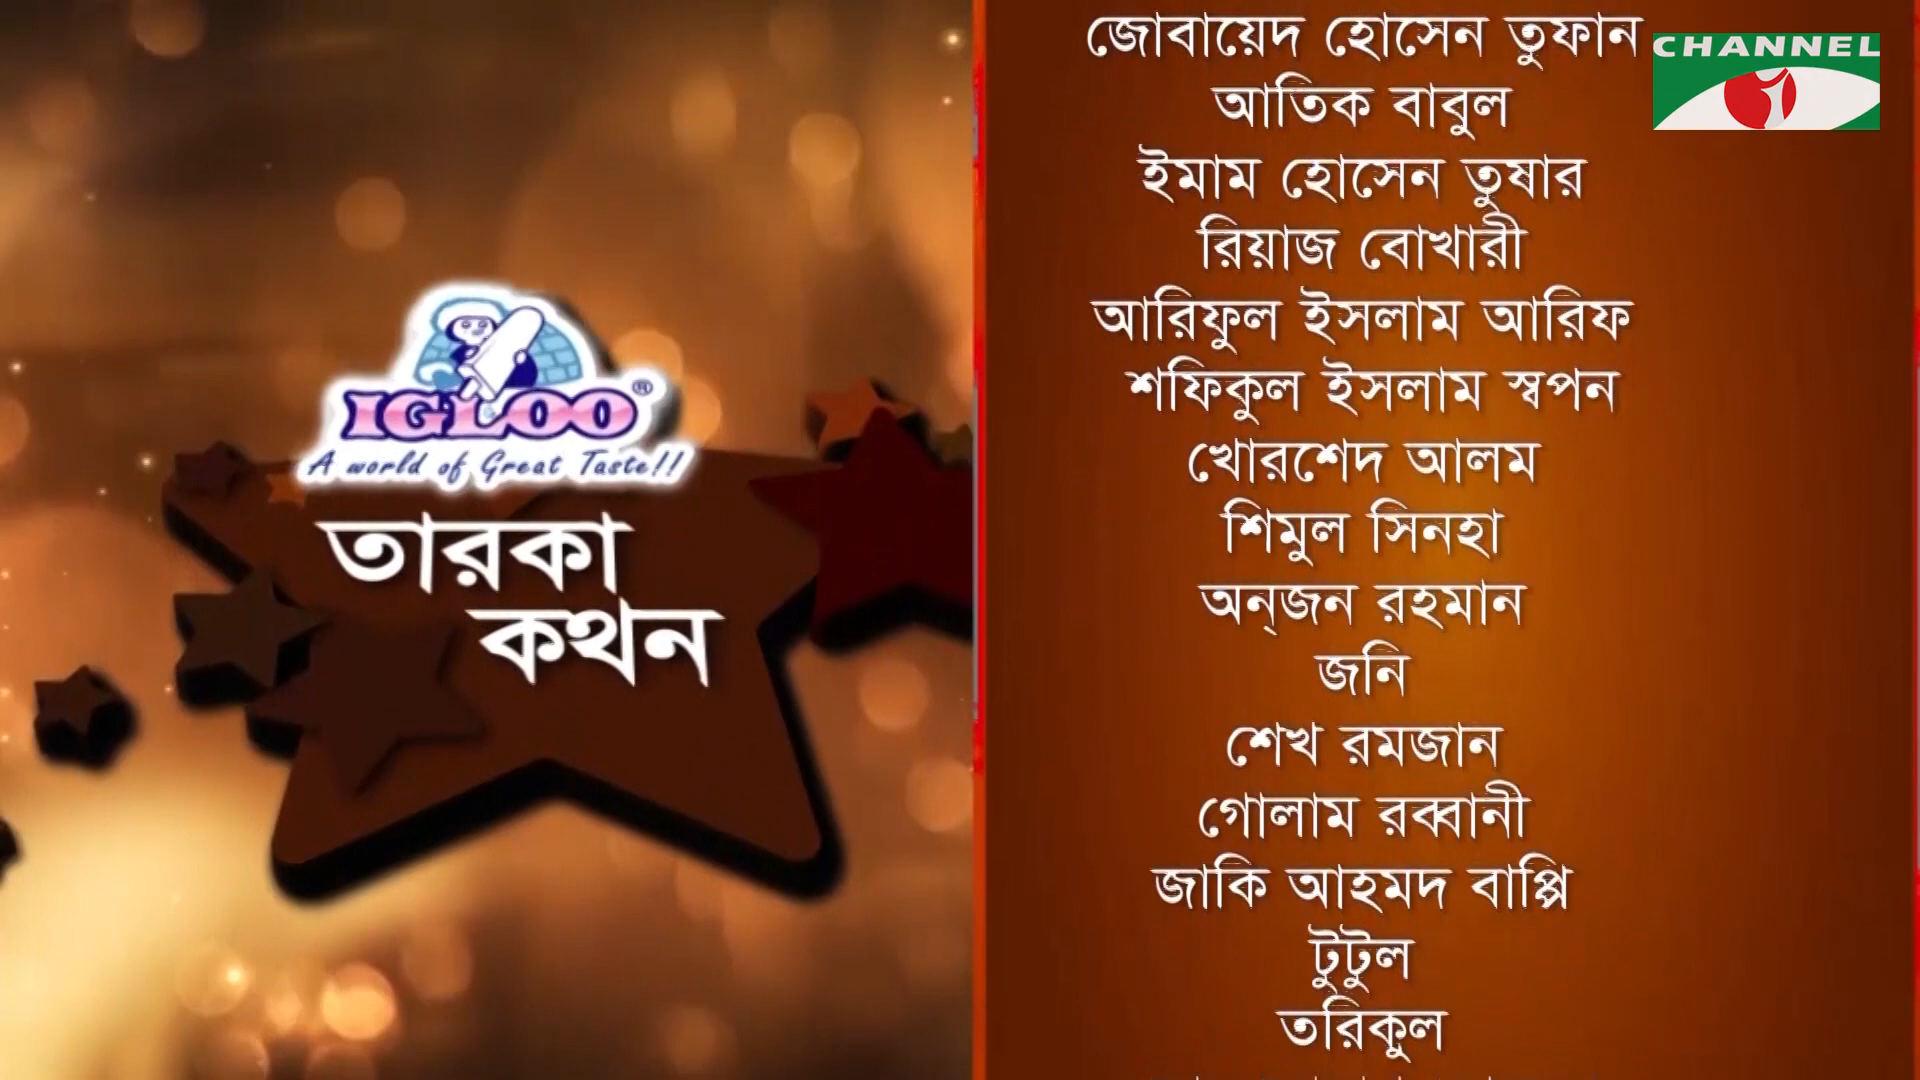 IGLOO®
A world of Great Taste!!
তারকা
কথন
CHANNEL
জোবায়েদ হোসেন তুফান
আতিক বাবুল
ইমাম হোসেন তুষার
রিয়াজ বোখারী
আরিফুল ইসলাম আরিফ
শফিকুল ইসলাম স্বপন
খোরশেদ আলম
শিমুল সিনহা
অন্‌জন রহমান
জনি
শেখ রমজান
গোলাম রব্বানী
জাকি আহমদ বাপ্পি
টুটুল
তরিকুল